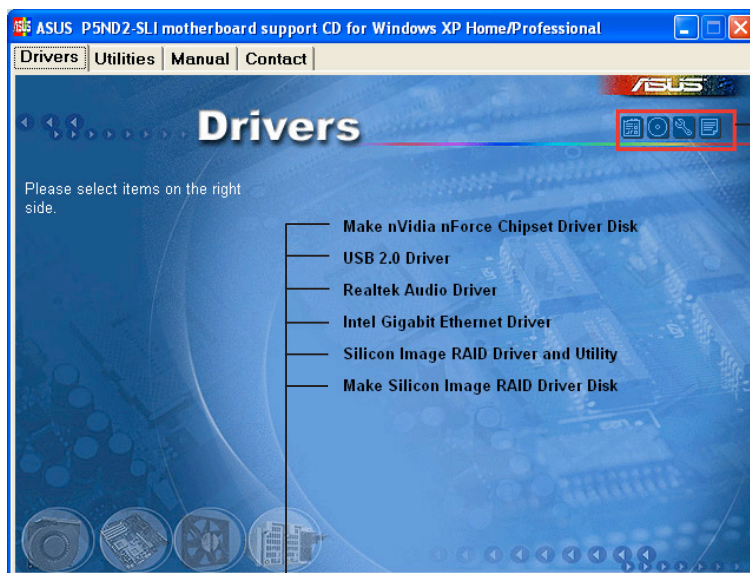 ASUS P5ND2-SLI motherboard support CD for Windows XP Home/Professional
Drivers Utilities Manual Contact
ASUS
Drivers
Please select items on the right
side.
Make nVidia nForce Chipset Driver Disk
USB 2.0 Driver
Realtek Audio Driver
Intel Gigabit Ethernet Driver
Silicon Image RAID Driver and Utility
Make Silicon Image RAID Driver Disk